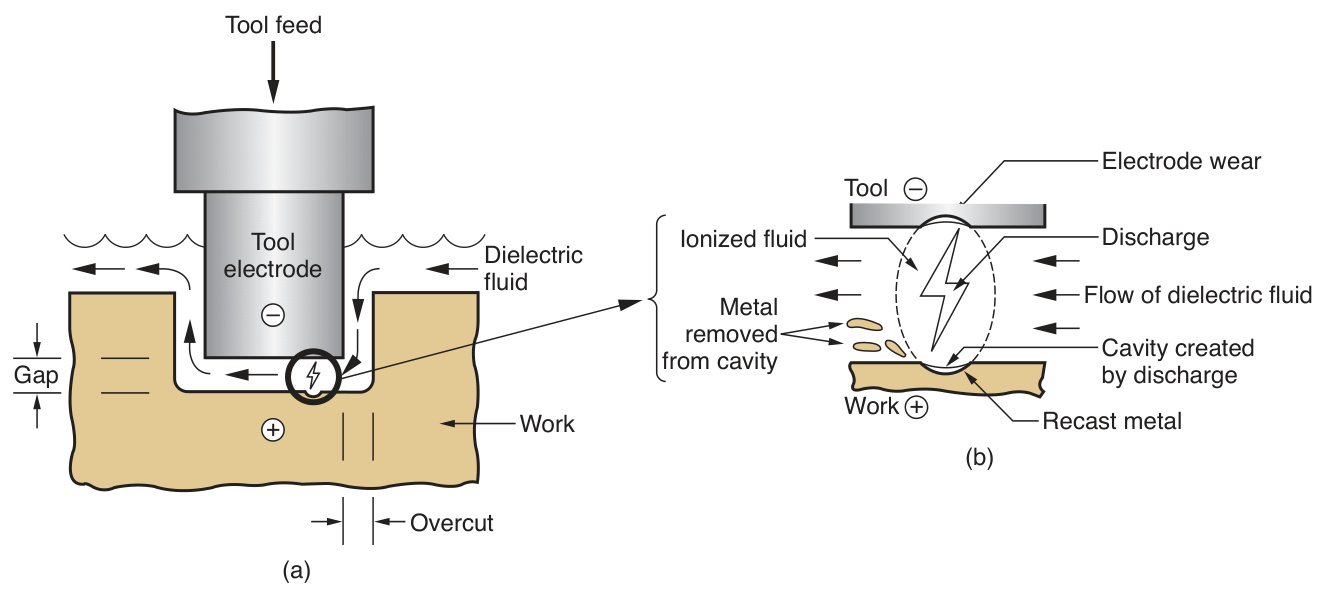 Tool feed
Tool
electrode
−
Dielectric
fluid
Gap
+
Work
Overcut
(a)
Tool −
Electrode wear
Ionized fluid
Discharge
Flow of dielectric fluid
Metal
removed
from cavity
Cavity created
by discharge
Work +
Recast metal
(b)